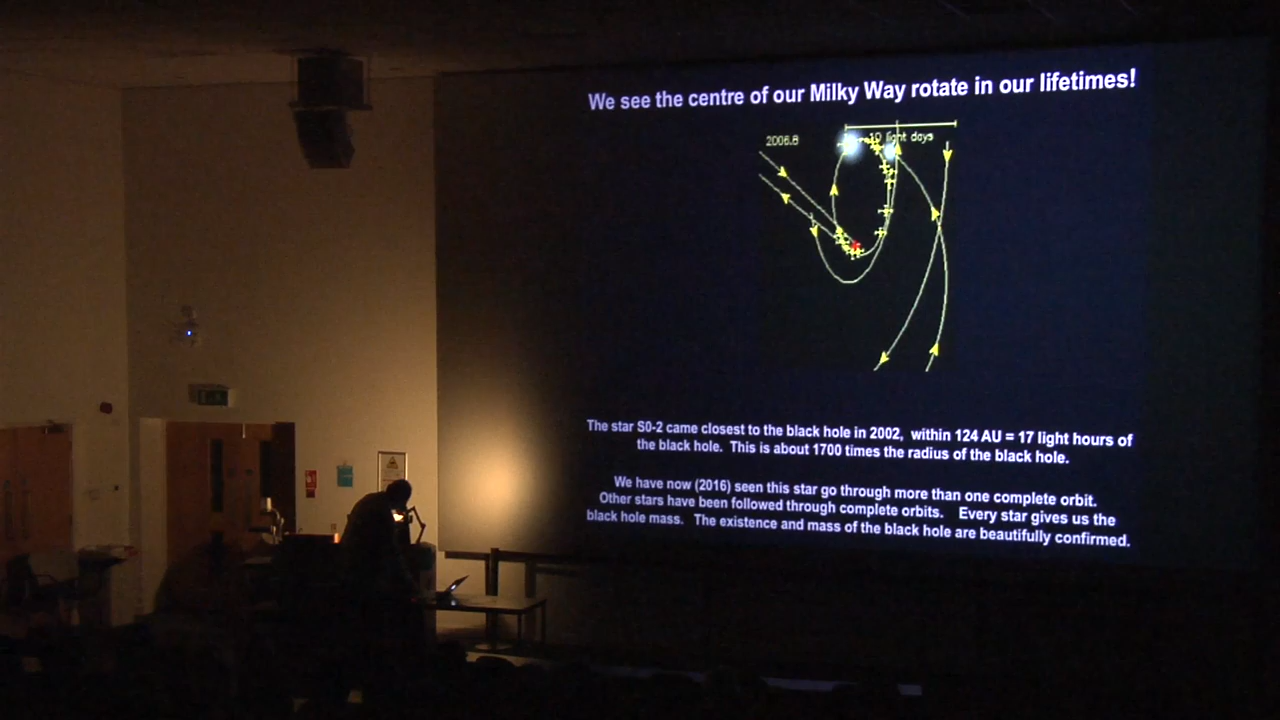 We see the centre of our Milky Way rotate in our lifetimes!
2006.8
10 light days
The star S0-2 came closest to the black hole in 2002, within 124 AU = 17 light hours of
the black hole. This is about 1700 times the radius of the black hole.
We have now (2016) seen this star go through more than one complete orbit.
Other stars have been followed through complete orbits. Every star gives us the
black hole mass. The existence and mass of the black hole are beautifully confirmed.